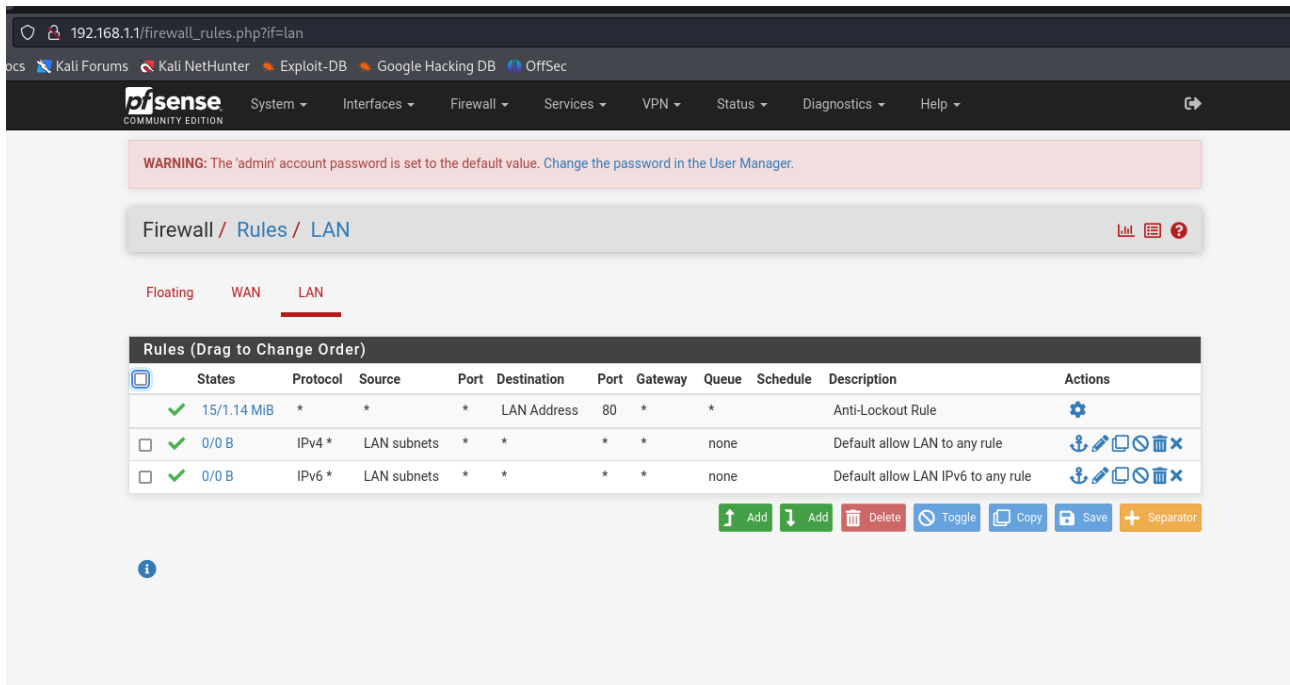 192.168.1.1/firewall_rules.php?if=lan
ocs Kali Forums Kali NetHunter Exploit-DB Google Hacking DB OffSec
pfsense System Interfaces Firewall Services VPN Status Diagnostics Help
COMMUNITY EDITION
WARNING: The 'admin' account password is set to the default value. Change the password in the User Manager.
Firewall / Rules / LAN
Floating WAN LAN
Rules (Drag to Change Order)
States Protocol Source Port Destination Port Gateway Queue Schedule Description Actions
15/1.14 MiB * * * LAN Address 80 * * Anti-Lockout Rule
0/0 B IPv4 * LAN subnets * * * * none Default allow LAN to any rule
0/0 B IPv6 * LAN subnets * * * * none Default allow LAN IPv6 to any rule
Add Add Delete Toggle Copy Save Separator